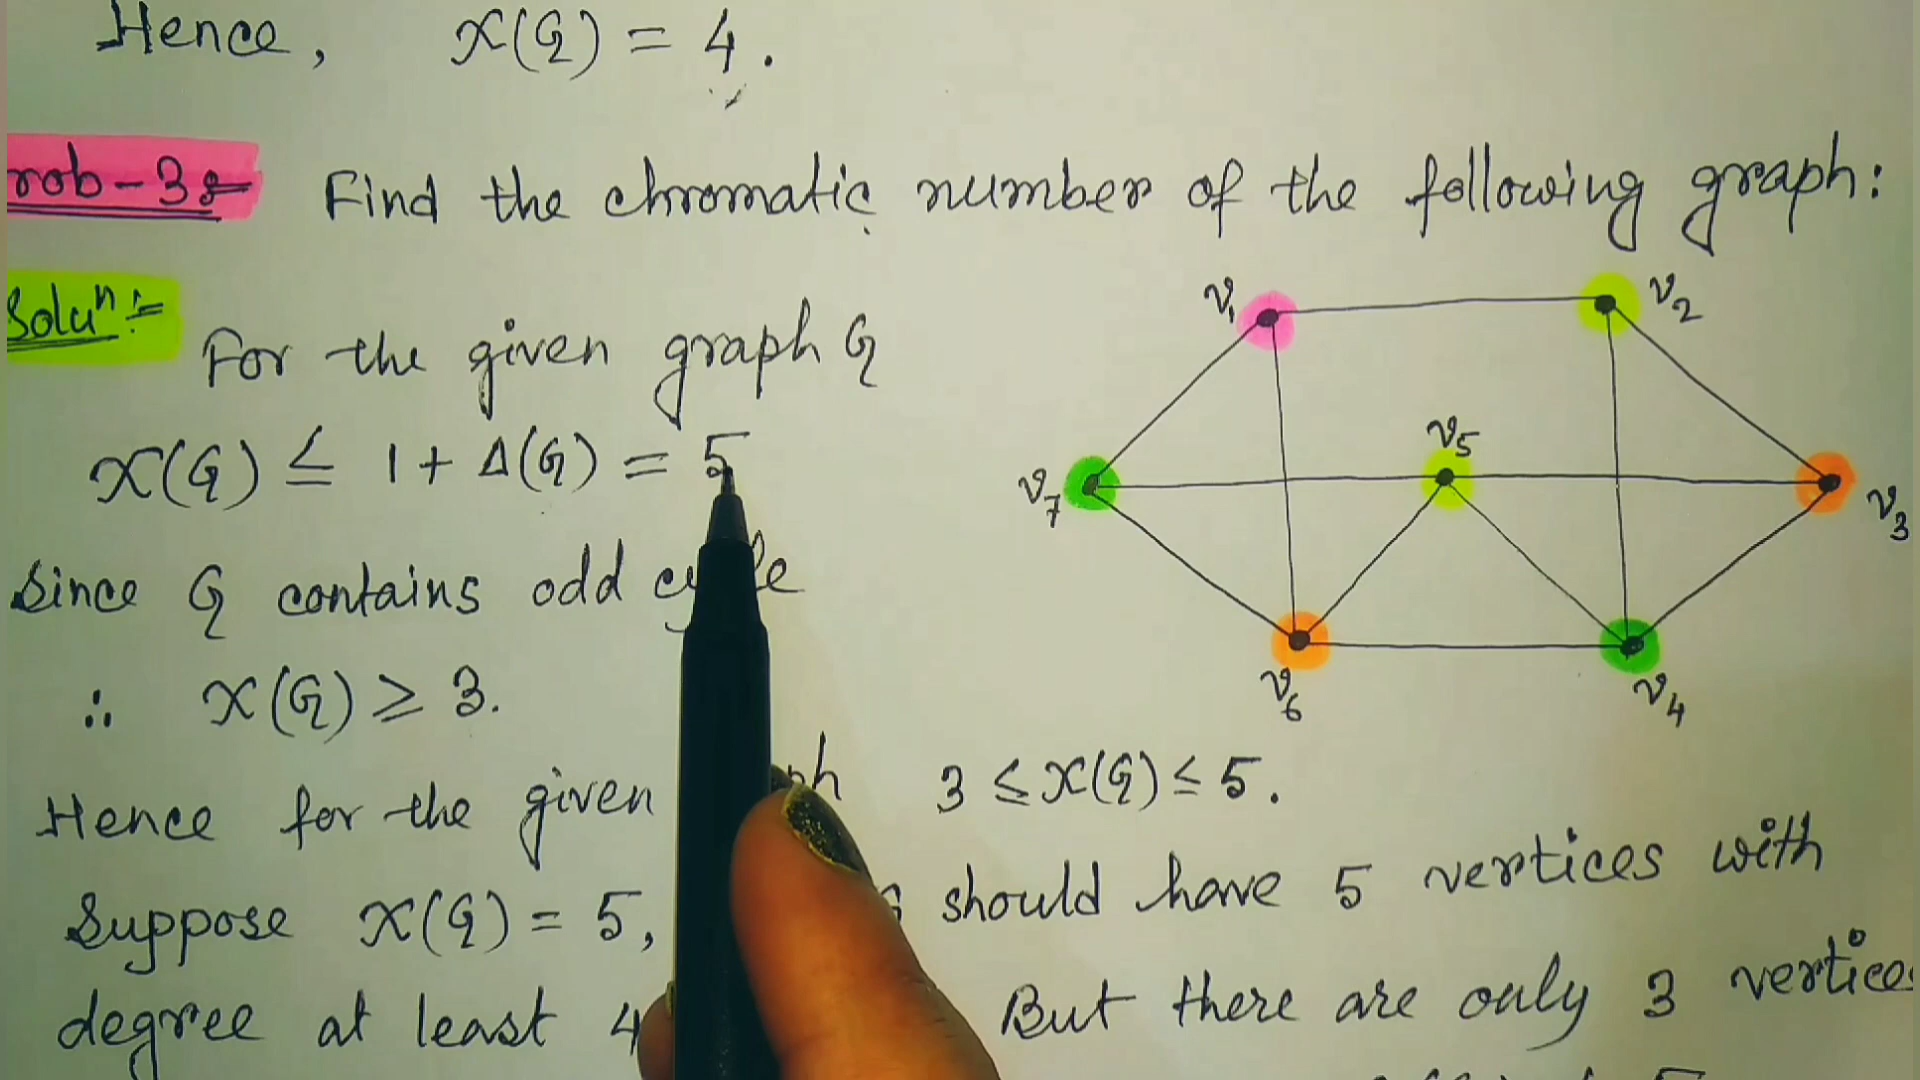 Hence, χ(G) = 4.
rob-3:- Find the chromatic number of the following graph:
Soluⁿ:-
For the given graph G
χ(G) ≤ 1 + Δ(G) = 5
Since G contains odd
∴ χ(G) ≥ 3.
Hence for the given 3 ≤ χ(G) ≤ 5.
Suppose χ(G) = 5, should have 5 vertices with
degree at least 4 But there are only 3 vertices
v₁
v₂
v₅
v₇
v₃
v₆
v₄